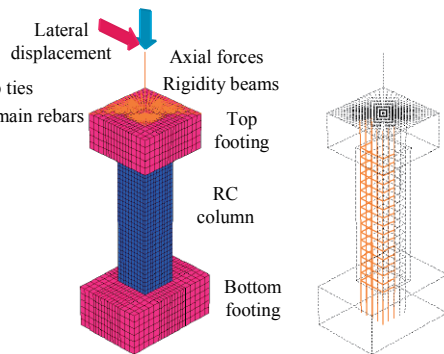 Lateral
displacement
Axial forces
ties
Rigidity beams
main rebars
Top
footing
RC
column
Bottom
footing